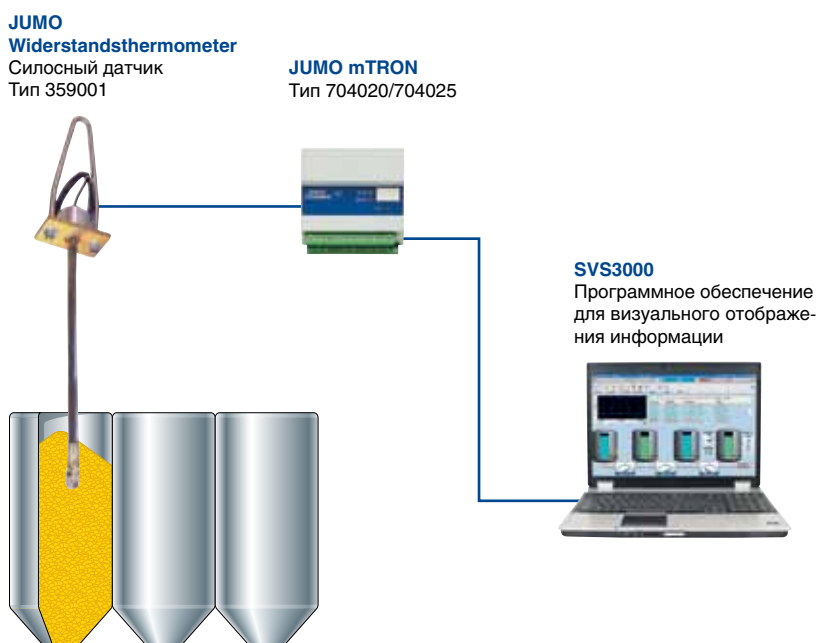 JUMO
Widerstandsthermometer
Силосный датчик
Тип 359001
JUMO mTRON
Тип 704020/704025
SVS3000
Программное обеспечение
для визуального отображе-
ния информации